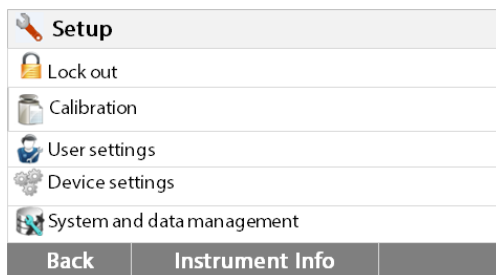 Setup
Lock out
Calibration
User settings
Device settings
System and data management
Back Instrument Info